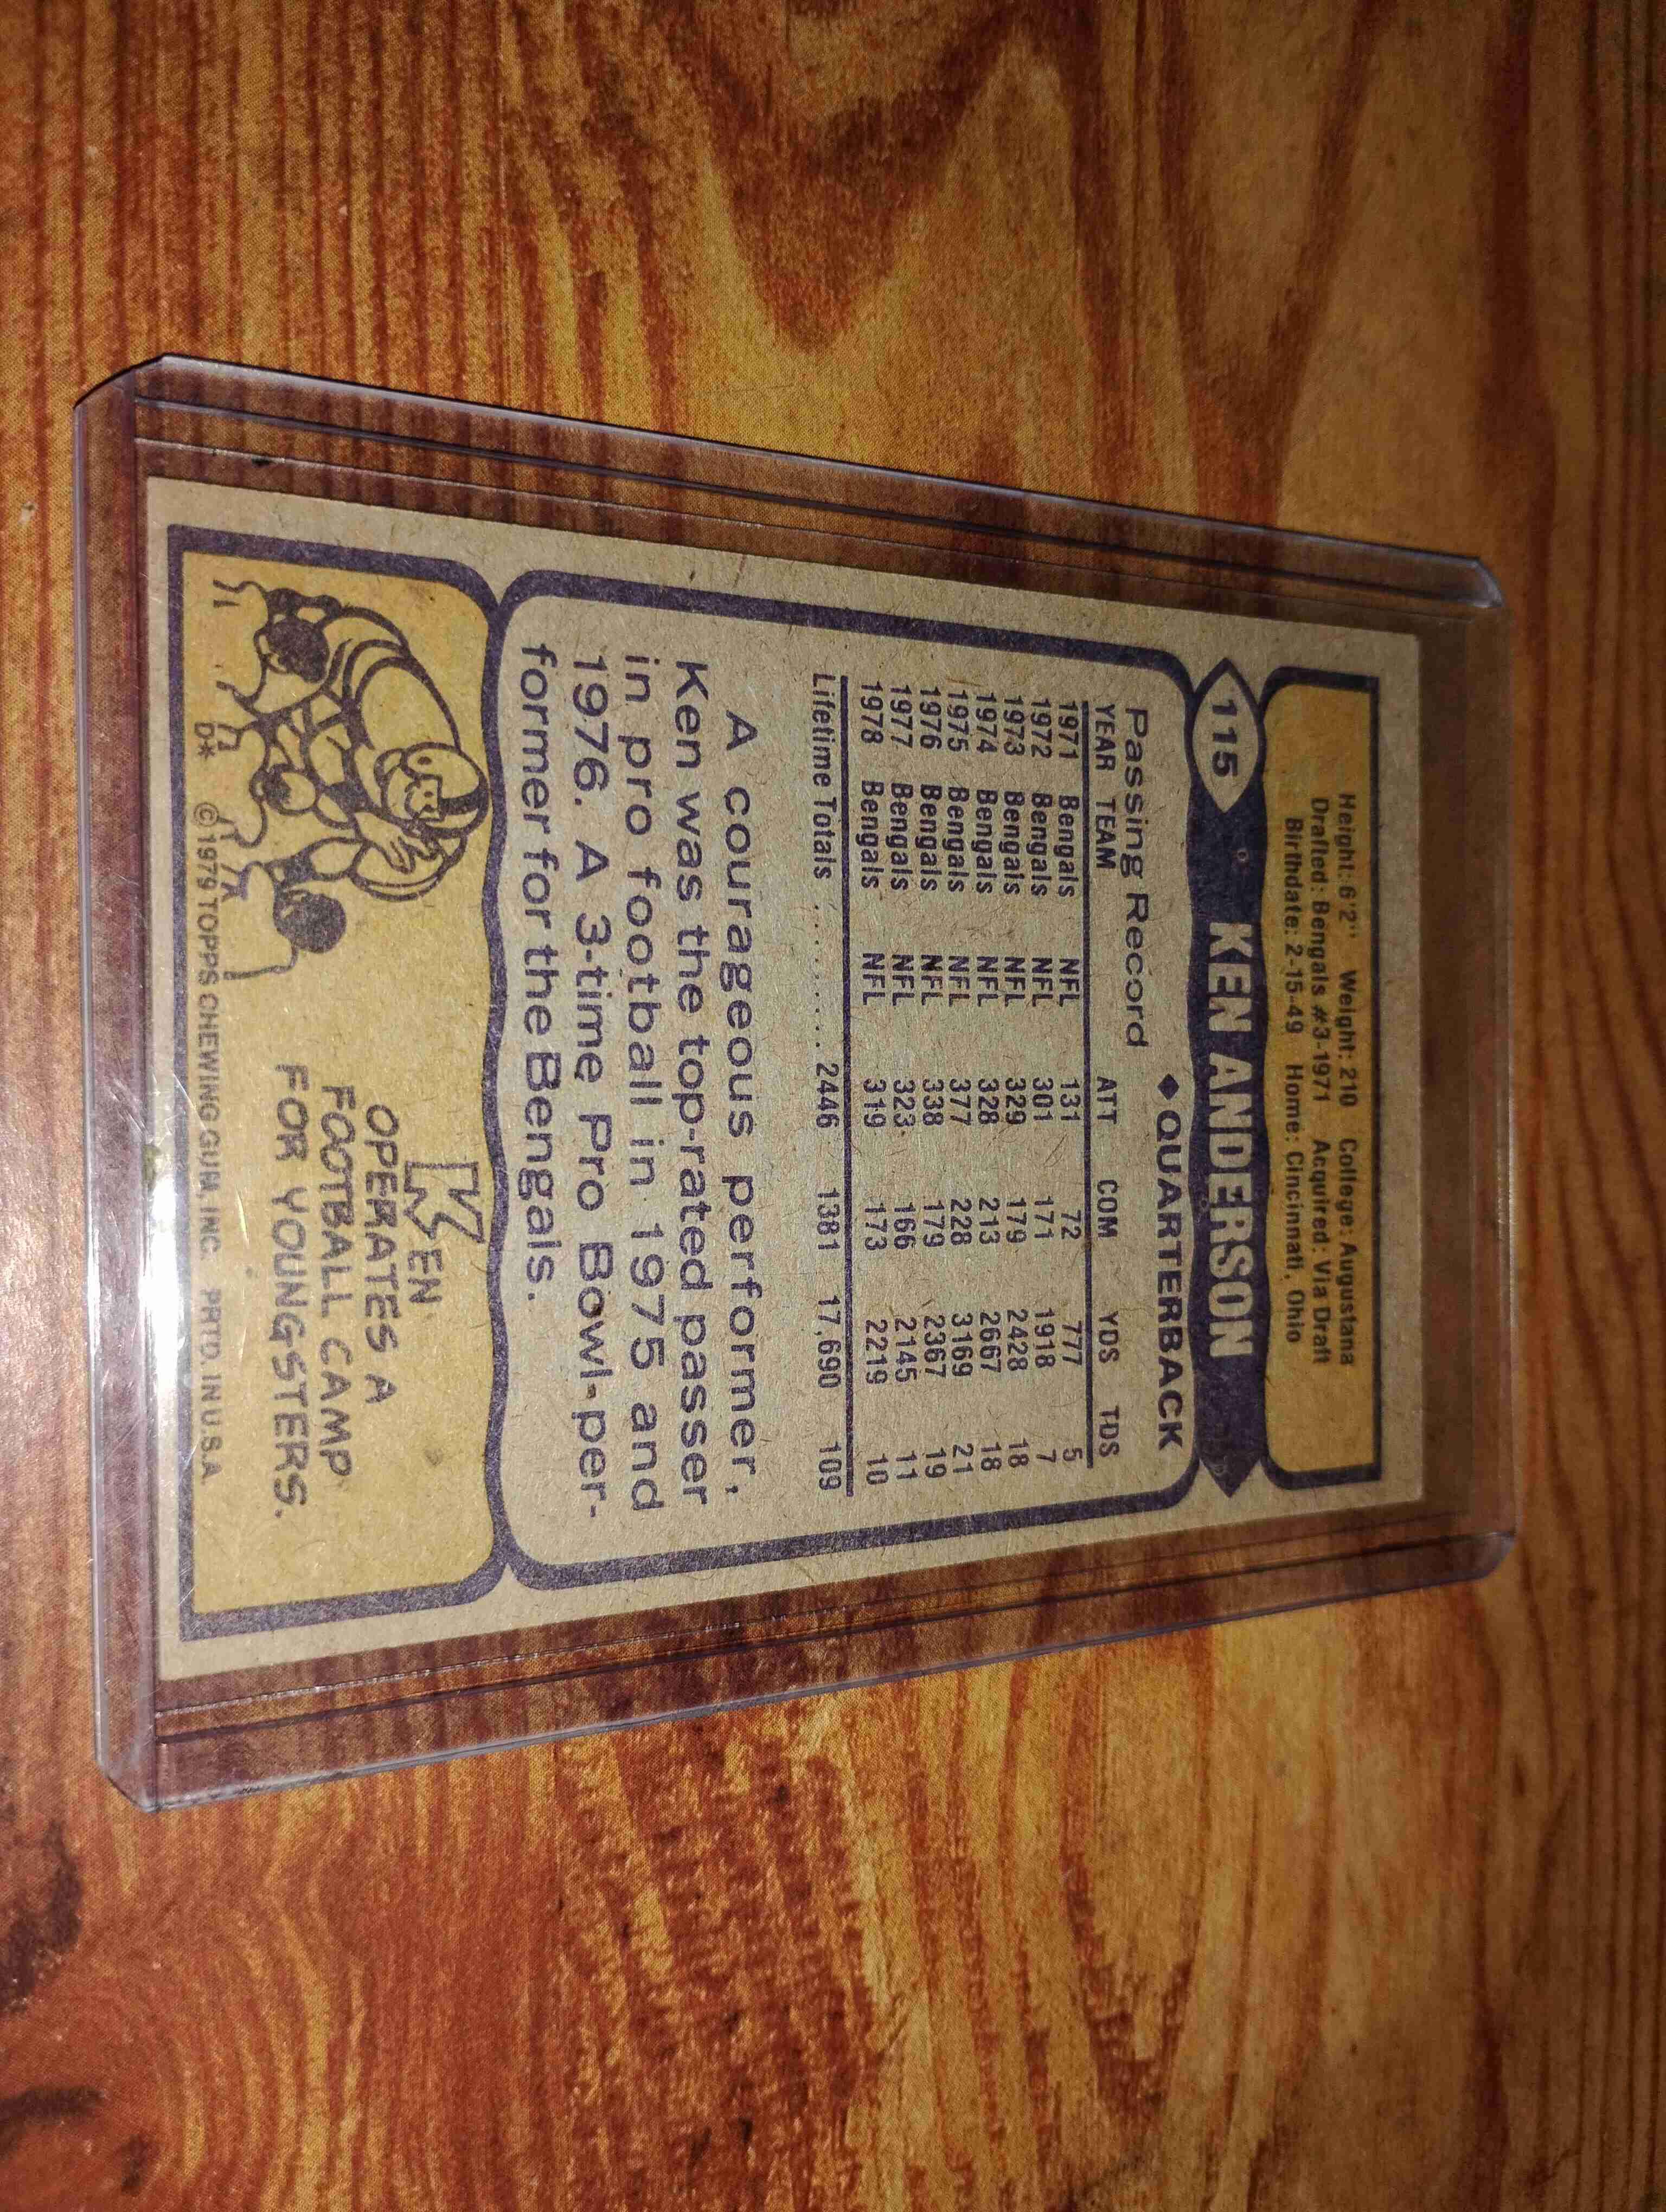 Height: 6'2" Weight: 210 College: Augustana
Drafted: Bengals #3-1971 Acquired: Via Draft
Birthdate: 2-15-49 Home: Cincinnati, Ohio
115 KEN ANDERSON
◆QUARTERBACK
Passing Record
YEAR TEAM ATT COM YDS TDS
1971 Bengals NFL 131 72 777 5
1972 Bengals NFL 301 171 1918 7
1973 Bengals NFL 329 179 2428 18
1974 Bengals NFL 328 213 2667 18
1975 Bengals NFL 377 228 3169 21
1976 Bengals NFL 338 179 2367 19
1977 Bengals NFL 323 166 2145 11
1978 Bengals NFL 319 173 2219 10
Lifetime Totals .......... 2446 1381 17,690 109
A courageous performer,
Ken was the top-rated passer
in pro football in 1975 and
1976. A 3-time Pro Bowl-per-
former for the Bengals.
KEN
OPERATES A
FOOTBALL CAMP
FOR YOUNGSTERS.
D* ©1979 TOPPS CHEWING GUM, INC. PRTD. IN U.S.A.